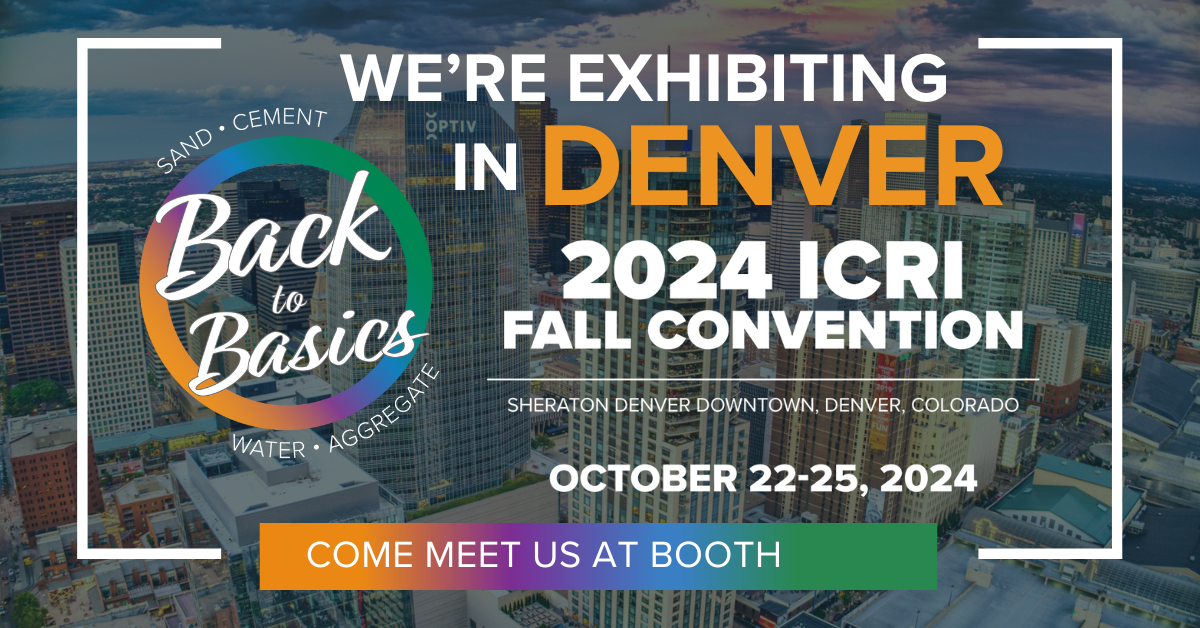 WE'RE EXHIBITING
IN DENVER
SAND • CEMENT
Back
to
Basics
WATER • AGGREGATE
OPTIV
2024 ICRI
FALL CONVENTION
SHERATON DENVER DOWNTOWN, DENVER, COLORADO
OCTOBER 22-25, 2024
COME MEET US AT BOOTH